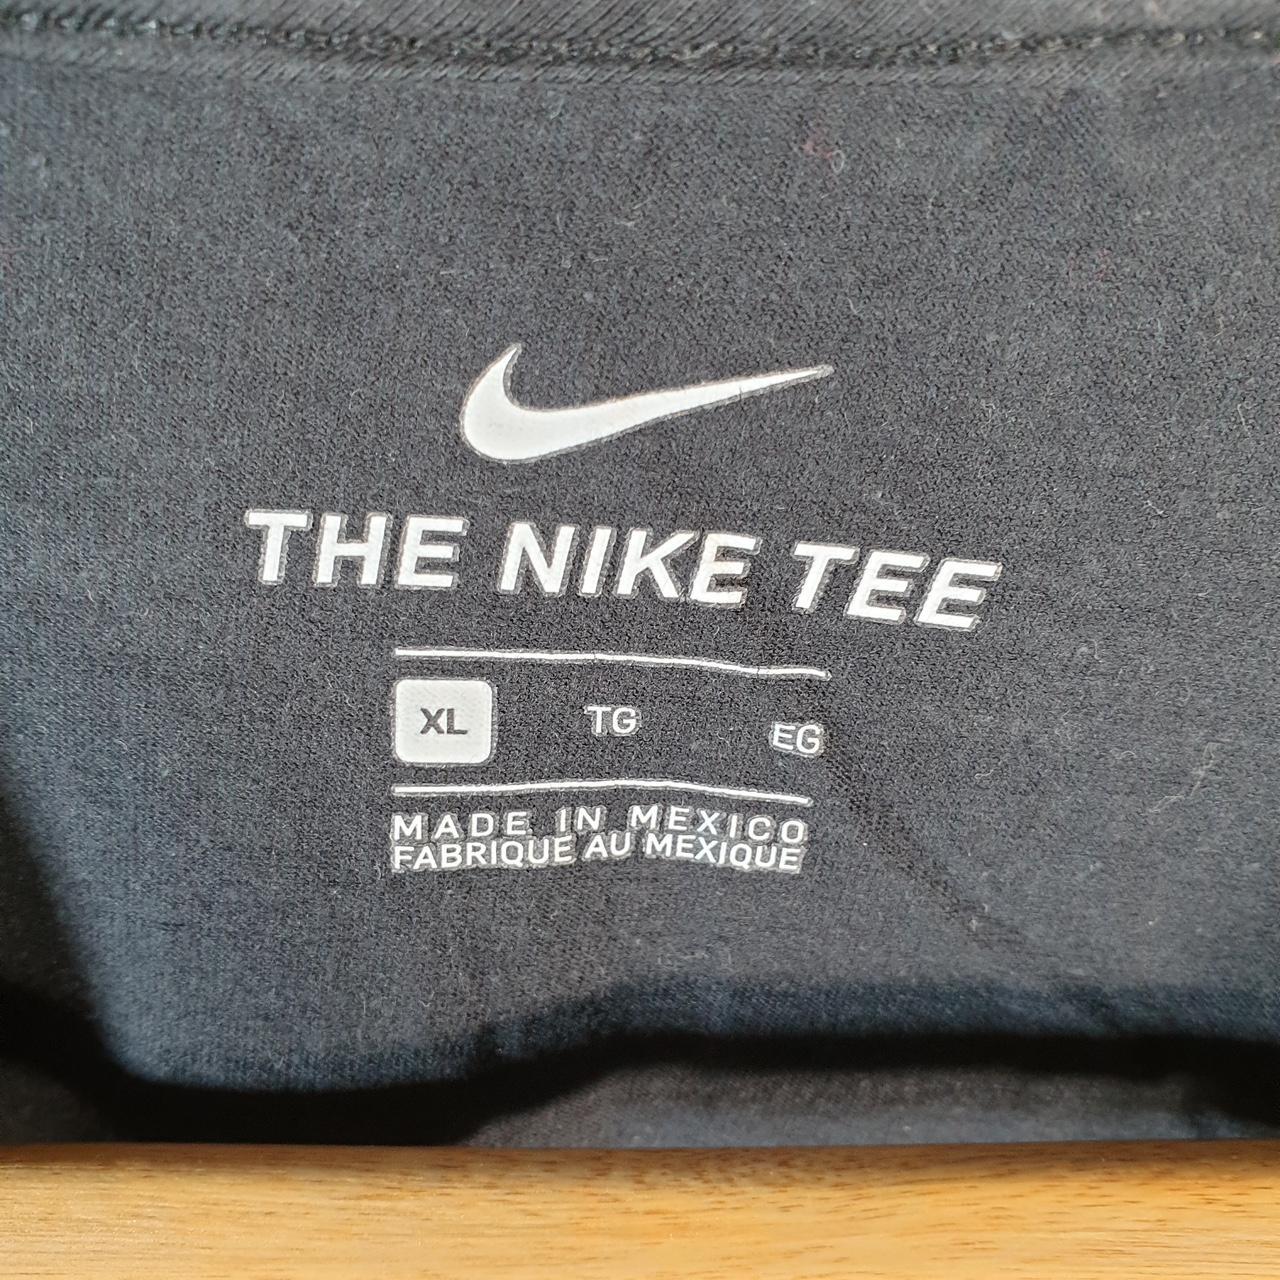 THE NIKE TEE
XL TG EG
MADE IN MEXICO
FABRIQUE AU MEXIQUE